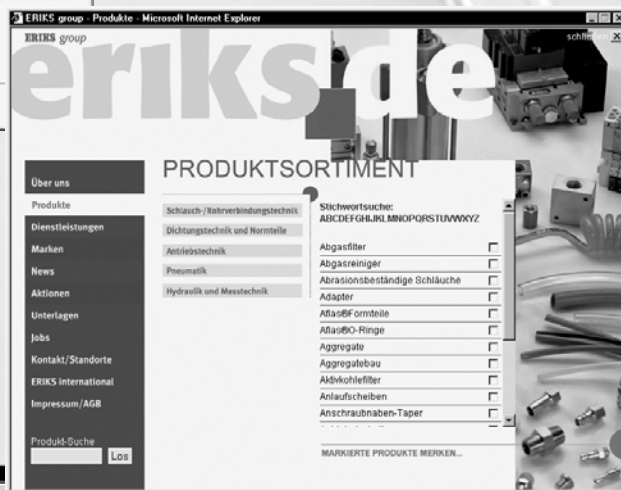 ERIKS group - Produkte - Microsoft Internet Explorer
ERIKS group
schließen X
eriks.de
PRODUKTSORTIMENT
Über uns
Produkte
Dienstleistungen
Marken
News
Aktionen
Unterlagen
Jobs
Kontakt/Standorte
ERIKS international
Impressum/AGB
Produkt-Suche
Los
Schlauch-/Rohrverbindungstechnik
Dichtungstechnik und Normteile
Antriebstechnik
Pneumatik
Hydraulik und Messtechnik
Stichwortsuche:
ABCDEFGHIJKLMNOPQRSTUVWXYZ
Abgasfilter
Abgasreiniger
Abrasionsbeständige Schläuche
Adapter
Aflas®Formteile
Aflas®O-Ringe
Aggregate
Aggregatebau
Aktivkohlefilter
Anlaufscheiben
Anschraubnaben-Taper
MARKIERTE PRODUKTE MERKEN...